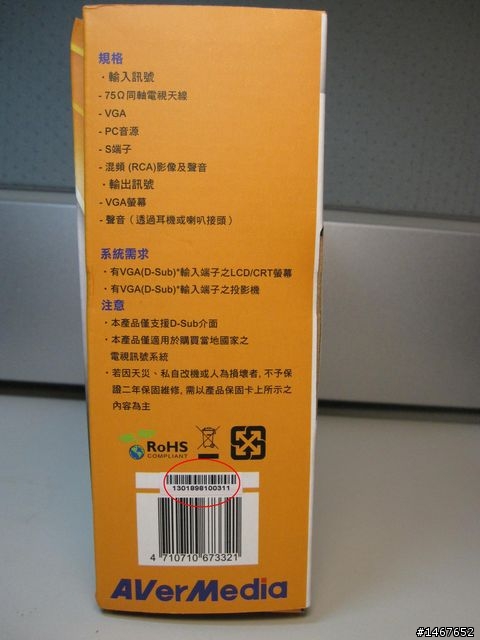 規格
・輸入訊號
- 75Ω同軸電視天線
- VGA
- PC音源
- S端子
- 混頻 (RCA)影像及聲音
・輸出訊號
- VGA螢幕
- 聲音（透過耳機或喇叭接頭）
系統需求
・有VGA(D-Sub)*輸入端子之LCD/CRT螢幕
・有VGA(D-Sub)*輸入端子之投影機
注意
・本產品僅支援D-Sub介面
・本產品僅適用於購買當地國家之
電視訊號系統
・若因天災、私自改機或人為損壞者, 不予保
證二年保固維修, 需以產品保固卡上所示之
內容為主
RoHS
COMPLIANT
1301898100311
4 710710 673321
AVerMedia
#1467652